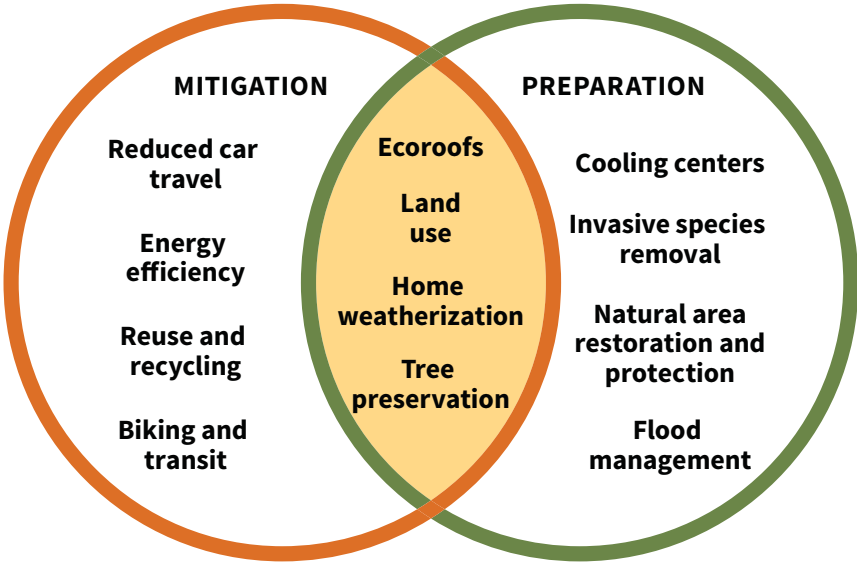 MITIGATION
Reduced car
travel
Energy
efficiency
Reuse and
recycling
Biking and
transit
Ecoroofs
Land
use
Home
weatherization
Tree
preservation
PREPARATION
Cooling centers
Invasive species
removal
Natural area
restoration and
protection
Flood
management